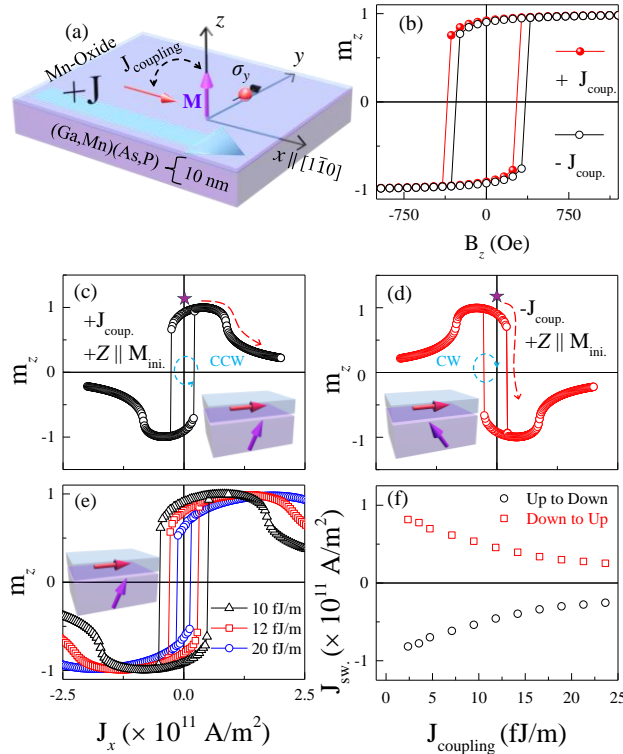 (a)
z
y
Mn-Oxide
J_coupling
σ_y
+J
M
(Ga,Mn)(As,P)
10 nm
x || [11̄0]
(b)
m_z
1
0
-1
+ J_coup.
- J_coup.
-750 0 750
B_z (Oe)
(c)
m_z
1
0
-1
+J_coup.
+Z || M_ini.
CCW
(d)
m_z
1
0
-1
-J_coup.
+Z || M_ini.
CW
(e)
m_z
1
0
-1
10 fJ/m
12 fJ/m
20 fJ/m
-2.5 0.0 2.5
J_x (× 10^11 A/m^2)
(f)
J_sw. (× 10^11 A/m^2)
1
0
-1
Up to Down
Down to Up
0 5 10 15 20 25
J_coupling (fJ/m)